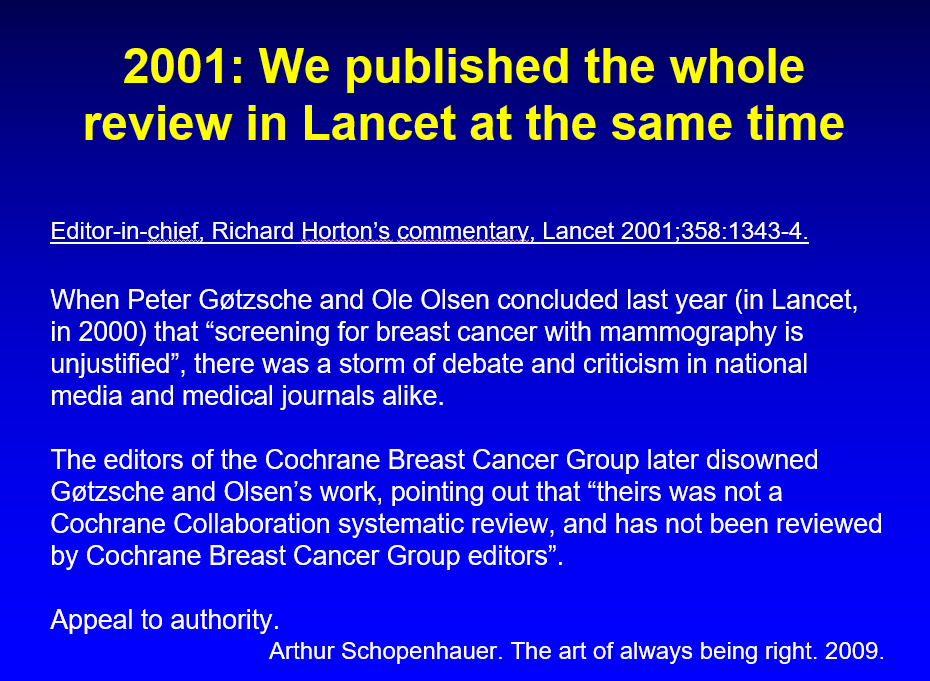 2001: We published the whole
review in Lancet at the same time
Editor-in-chief, Richard Horton’s commentary, Lancet 2001;358:1343-4.
When Peter Gøtzsche and Ole Olsen concluded last year (in Lancet,
in 2000) that “screening for breast cancer with mammography is
unjustified”, there was a storm of debate and criticism in national
media and medical journals alike.
The editors of the Cochrane Breast Cancer Group later disowned
Gøtzsche and Olsen’s work, pointing out that “theirs was not a
Cochrane Collaboration systematic review, and has not been reviewed
by Cochrane Breast Cancer Group editors”.
Appeal to authority.
Arthur Schopenhauer. The art of always being right. 2009.